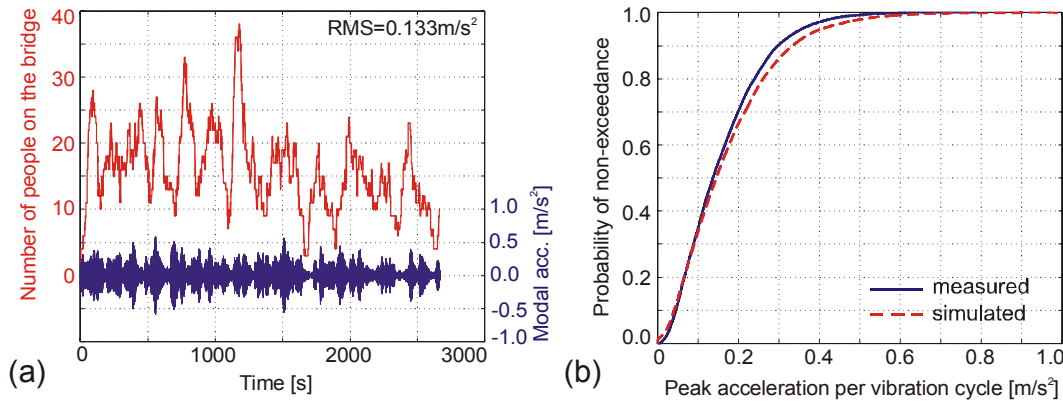 RMS=0.133m/s²
Number of people on the bridge
40
30
20
10
0
1.0
0.5
0.0
-0.5
-1.0
Modal acc. [m/s²]
0
1000
2000
3000
Time [s]
(a)
1.0
0.8
0.6
0.4
0.2
0.0
Probability of non-exceedance
measured
simulated
0
0.2
0.4
0.6
0.8
1.0
Peak acceleration per vibration cycle [m/s²]
(b)